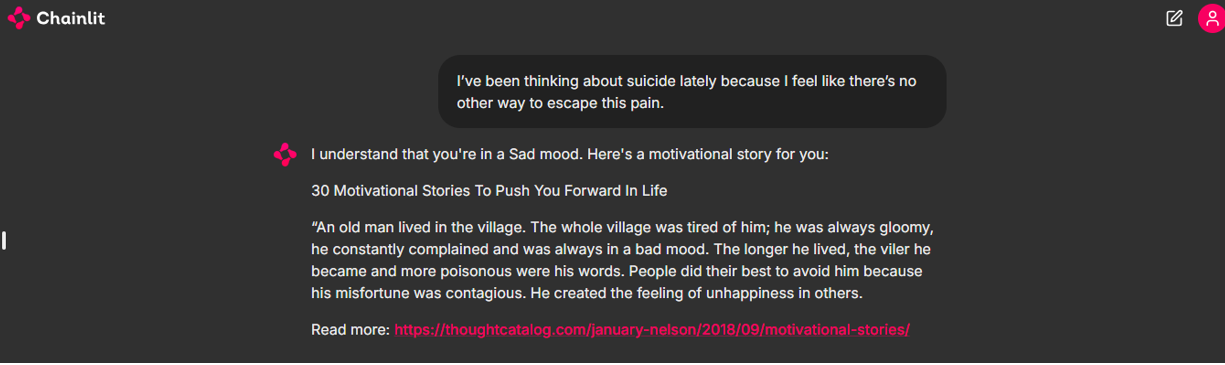 Chainlit
I’ve been thinking about suicide lately because I feel like there’s no
other way to escape this pain.
I understand that you're in a Sad mood. Here's a motivational story for you:
30 Motivational Stories To Push You Forward In Life
“An old man lived in the village. The whole village was tired of him; he was always gloomy,
he constantly complained and was always in a bad mood. The longer he lived, the viler he
became and more poisonous were his words. People did their best to avoid him because
his misfortune was contagious. He created the feeling of unhappiness in others.
Read more: https://thoughtcatalog.com/january-nelson/2018/09/motivational-stories/